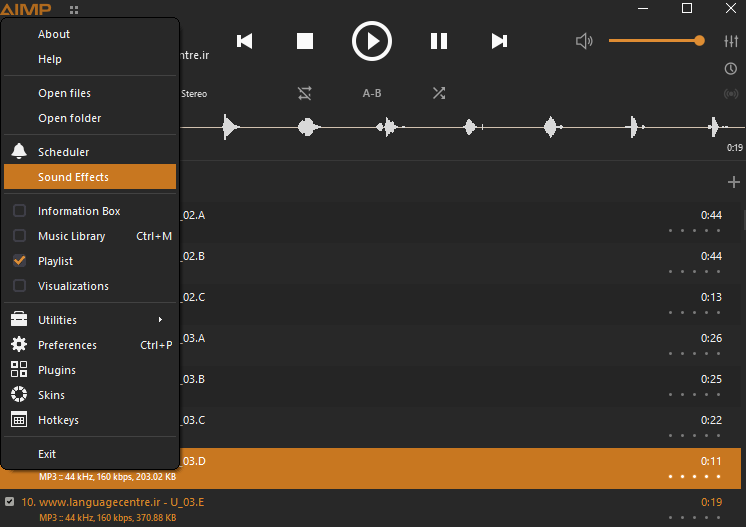 AIMP
About
Help
Open files
Open folder
Scheduler
Sound Effects
Information Box
Music Library Ctrl+M
Playlist
Visualizations
Utilities
Preferences Ctrl+P
Plugins
Skins
Hotkeys
Exit
ntre.ir
Stereo
A-B
0:19
_02.A 0:44
_02.B 0:44
_02.C 0:13
_03.A 0:26
_03.B 0:25
_03.C 0:22
_03.D 0:11
MP3 :: 44 kHz, 160 kbps, 203.02 KB
10. www.languagecentre.ir - U_03.E 0:19
MP3 :: 44 kHz, 160 kbps, 370.88 KB